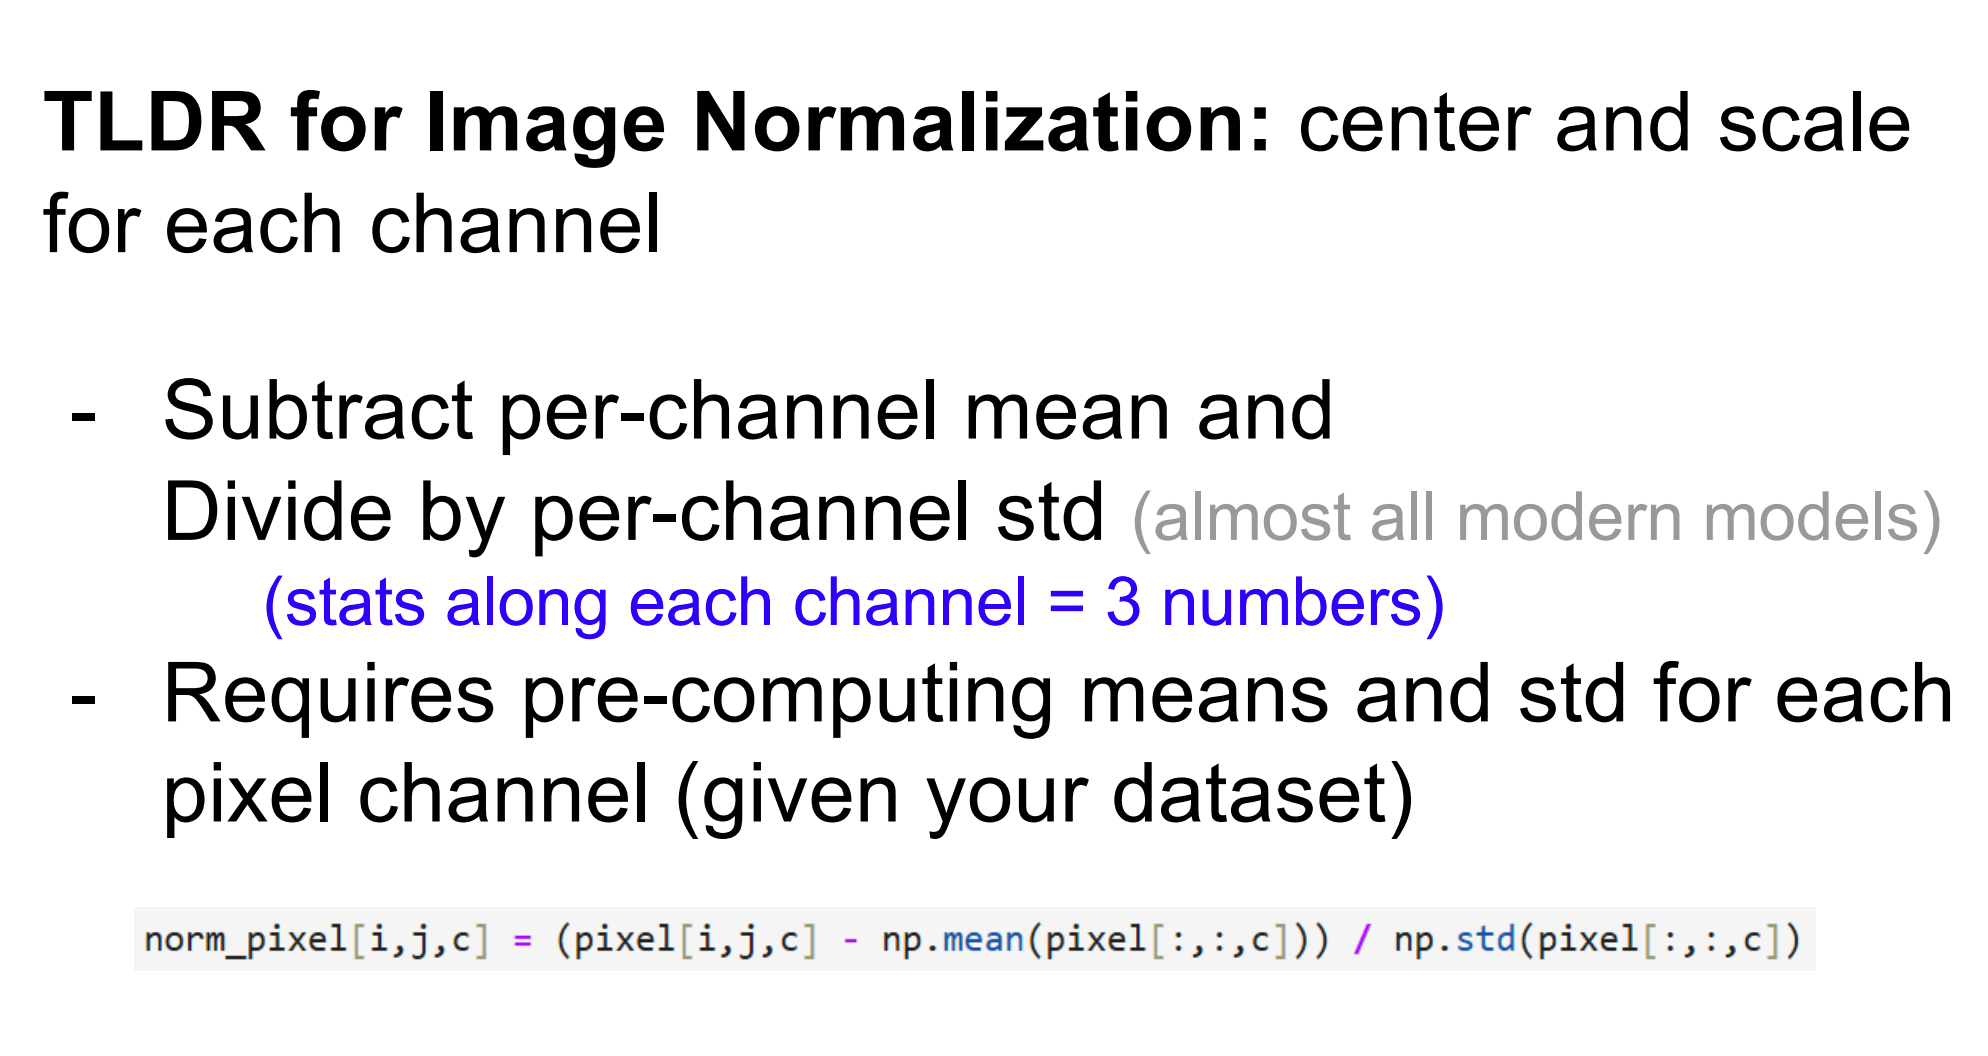 TLDR for Image Normalization: center and scale
for each channel
- Subtract per-channel mean and
Divide by per-channel std (almost all modern models)
(stats along each channel = 3 numbers)
- Requires pre-computing means and std for each
pixel channel (given your dataset)
norm_pixel[i,j,c] = (pixel[i,j,c] - np.mean(pixel[:,:,c])) / np.std(pixel[:,:,c])